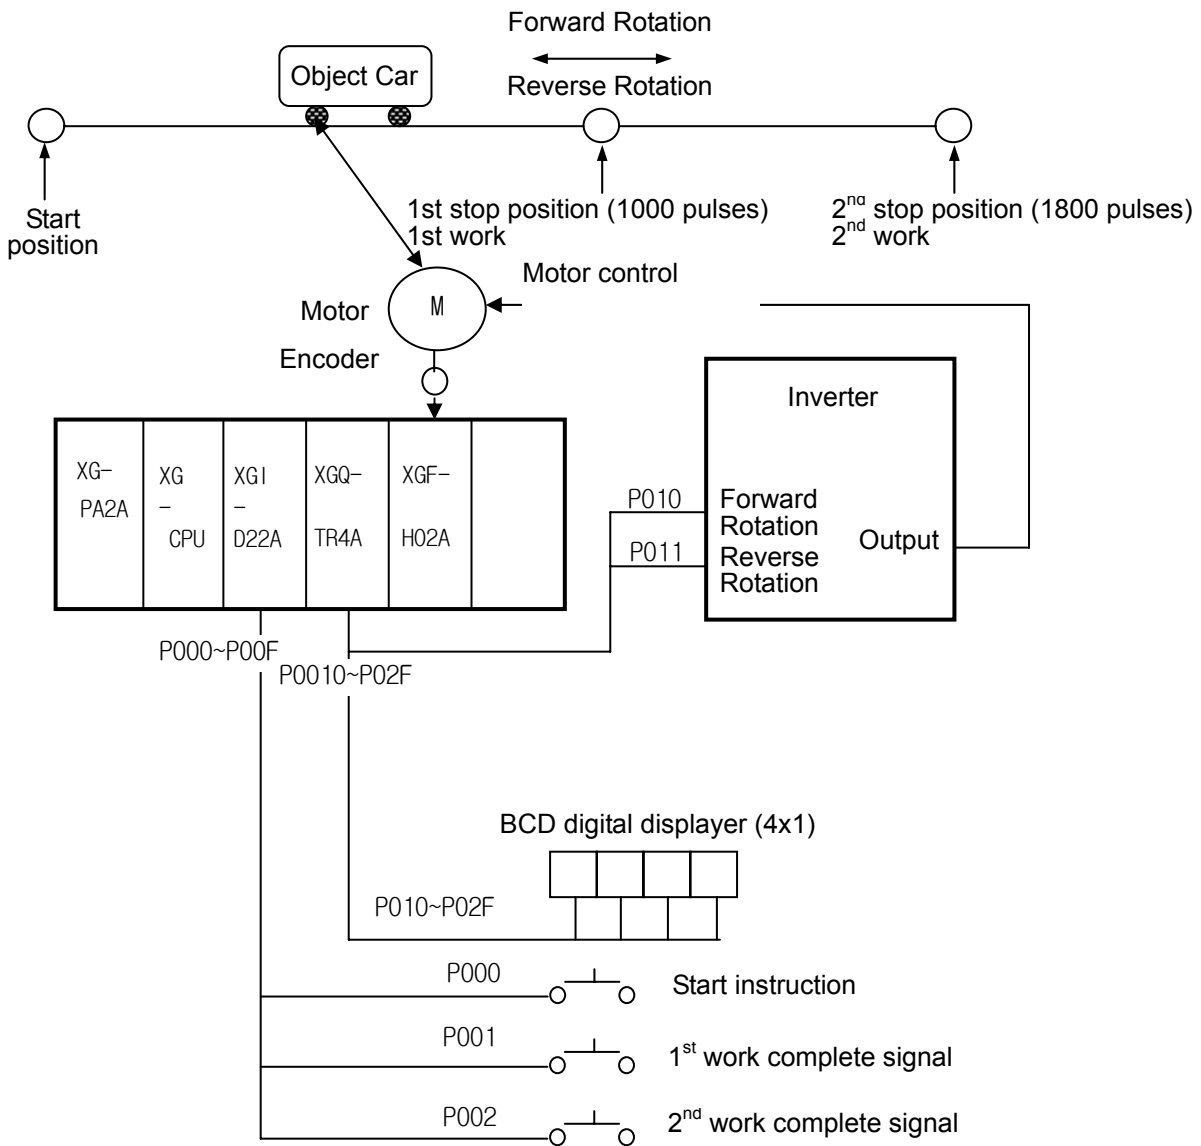 Forward Rotation
Object Car
Reverse Rotation
Start
position
1st stop position (1000 pulses)
1st work
2nd stop position (1800 pulses)
2nd work
Motor control
Motor
M
Encoder
Inverter
XG-
PA2A
XG
-
CPU
XGI
-
D22A
XGQ-
TR4A
XGF-
HO2A
P010
Forward
Rotation
P011
Reverse
Rotation
Output
P000~P00F
P0010~P02F
BCD digital displayer (4x1)
P010~P02F
P000
Start instruction
P001
1st work complete signal
P002
2nd work complete signal